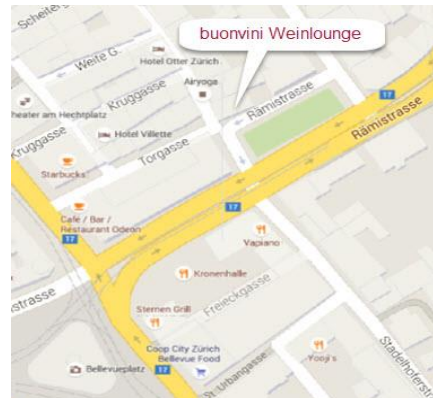 buonvini Weinlounge
Weite G.
Hotel Otter Zürich
Airyoga
Kruggasse
heater am Hechtplatz
Kruggasse
Hotel Villette
Torgasse
Rämistrasse
17
Rämistrasse
Starbucks
Café / Bar /
Restaurant Odeon
17
17
Vapiano
Kronenhalle
Freieckgasse
istrasse
Sternen Grill
Coop City Zürich
Bellevue Food
Bellevueplatz
17
St. Urbangasse
Yooji's
Stadelhoferstr